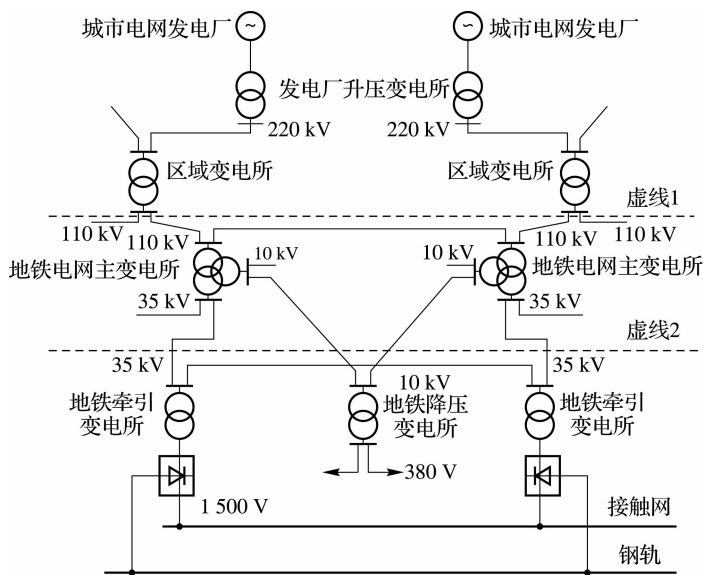 城市电网发电厂
城市电网发电厂
发电厂升压变电所
220 kV
220 kV
区域变电所
区域变电所
虚线1
110 kV
110 kV
110 kV
110 kV
10 kV
10 kV
地铁电网主变电所
地铁电网主变电所
35 kV
35 kV
虚线2
35 kV
35 kV
10 kV
地铁牵引
变电所
地铁降压
变电所
地铁牵引
变电所
380 V
1 500 V
接触网
钢轨